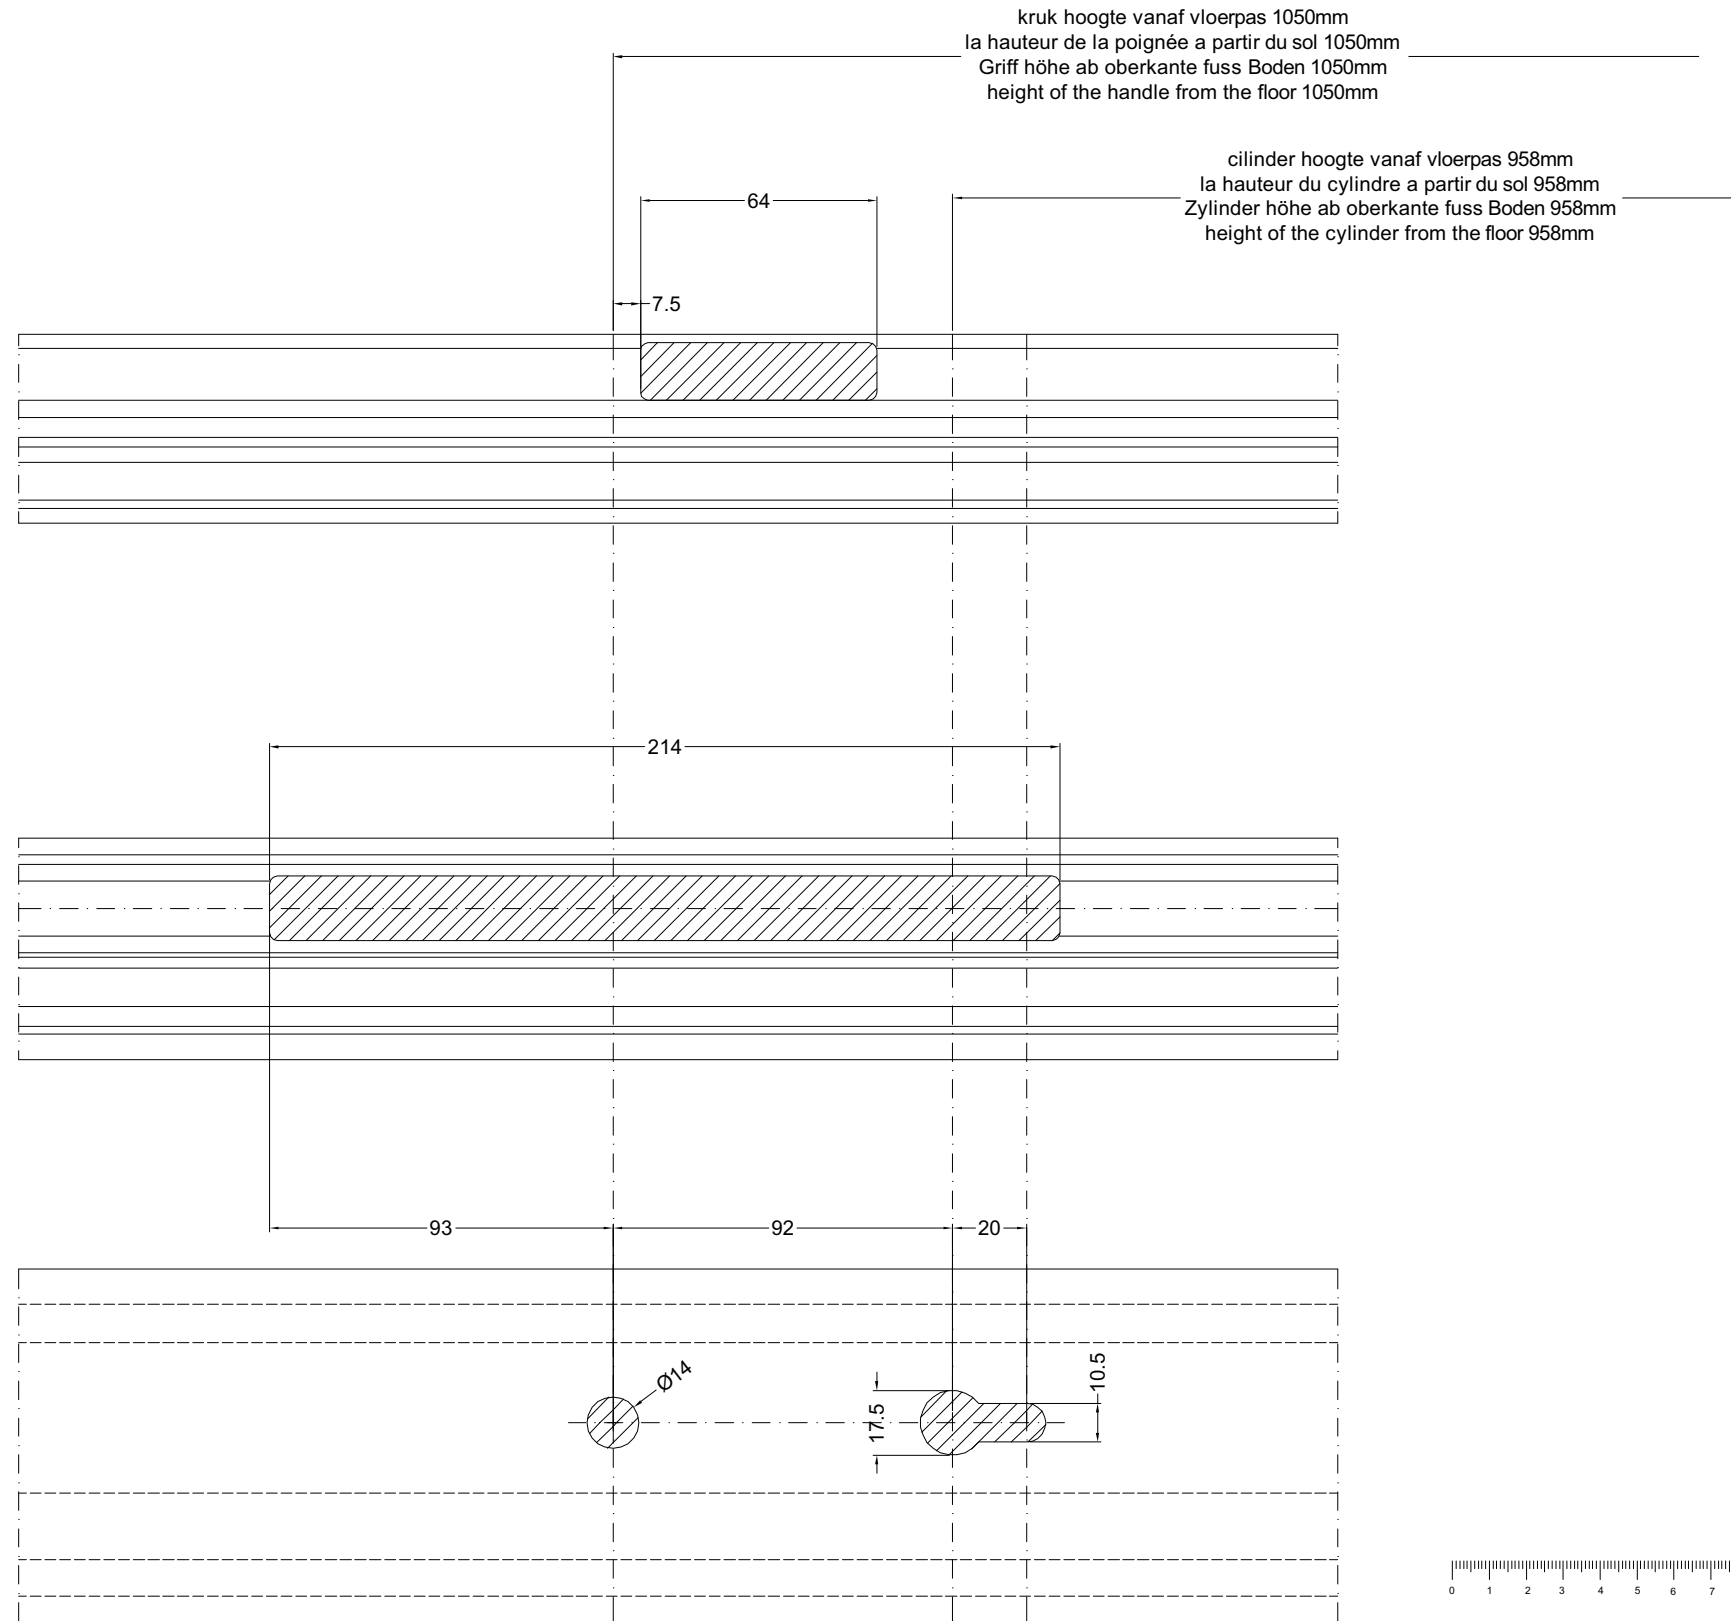 kruk hoogte vanaf vloerpas 1050mm
la hauteur de la poignée a partir du sol 1050mm
Griff höhe ab oberkante fuss Boden 1050mm
height of the handle from the floor 1050mm
cilinder hoogte vanaf vloerpas 958mm
la hauteur du cylindre a partir du sol 958mm
Zylinder höhe ab oberkante fuss Boden 958mm
height of the cylinder from the floor 958mm
64
7.5
214
93
92
20
Ø14
17.5
10.5
0 1 2 3 4 5 6 7